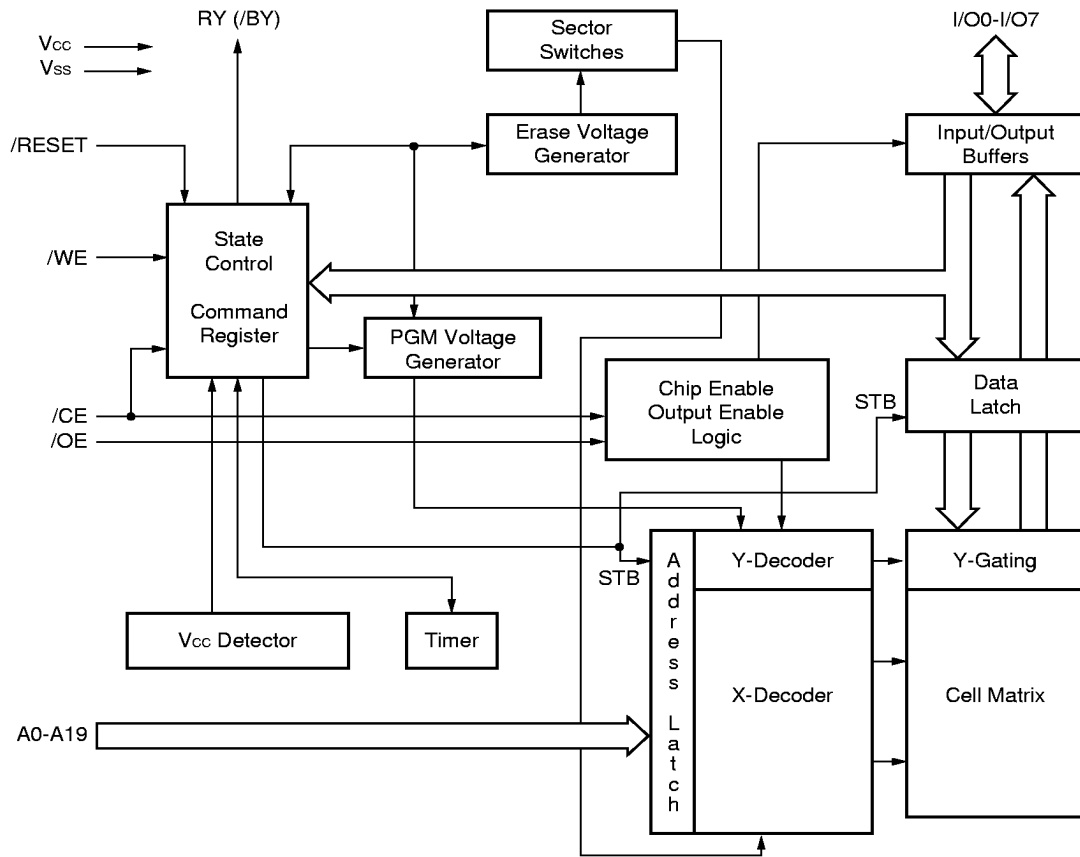 RY (/BY)
Sector
Switches
I/O0-I/O7
VCC
VSS
/RESET
Erase Voltage
Generator
Input/Output
Buffers
State
Control
Command
Register
/WE
PGM Voltage
Generator
Chip Enable
Output Enable
Logic
STB
Data
Latch
/CE
/OE
STB
Address Latch
Y-Decoder
Y-Gating
VCC Detector
Timer
X-Decoder
Cell Matrix
A0-A19